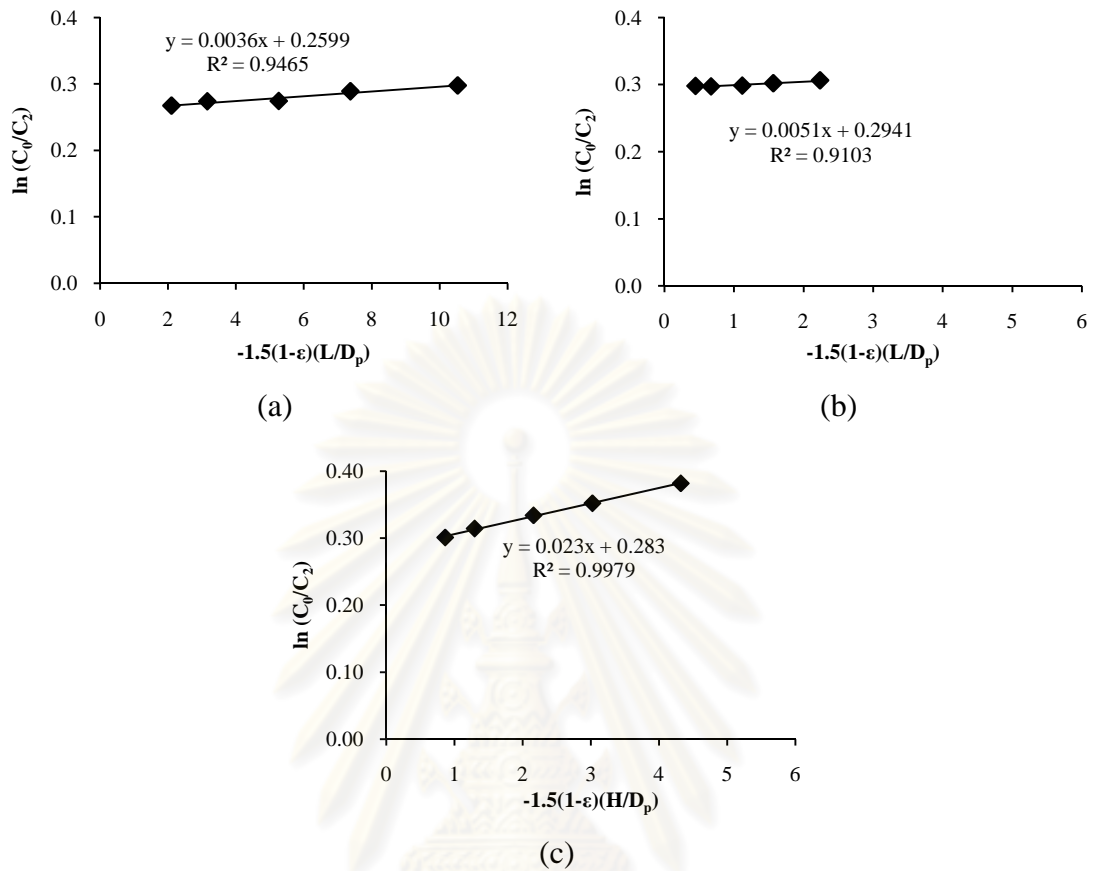 0.4
y = 0.0036x + 0.2599
R² = 0.9465
0.3
0.2
0.1
0.0
ln (C₀/C₂)
0 2 4 6 8 10 12
-1.5(1-ε)(L/Dₚ)
(a)
0.4
0.3
y = 0.0051x + 0.2941
R² = 0.9103
0.2
0.1
0.0
ln (C₀/C₂)
0 1 2 3 4 5 6
-1.5(1-ε)(L/Dₚ)
(b)
0.40
0.30
y = 0.023x + 0.283
R² = 0.9979
0.20
0.10
0.00
ln (C₀/C₂)
0 1 2 3 4 5 6
-1.5(1-ε)(H/Dₚ)
(c)